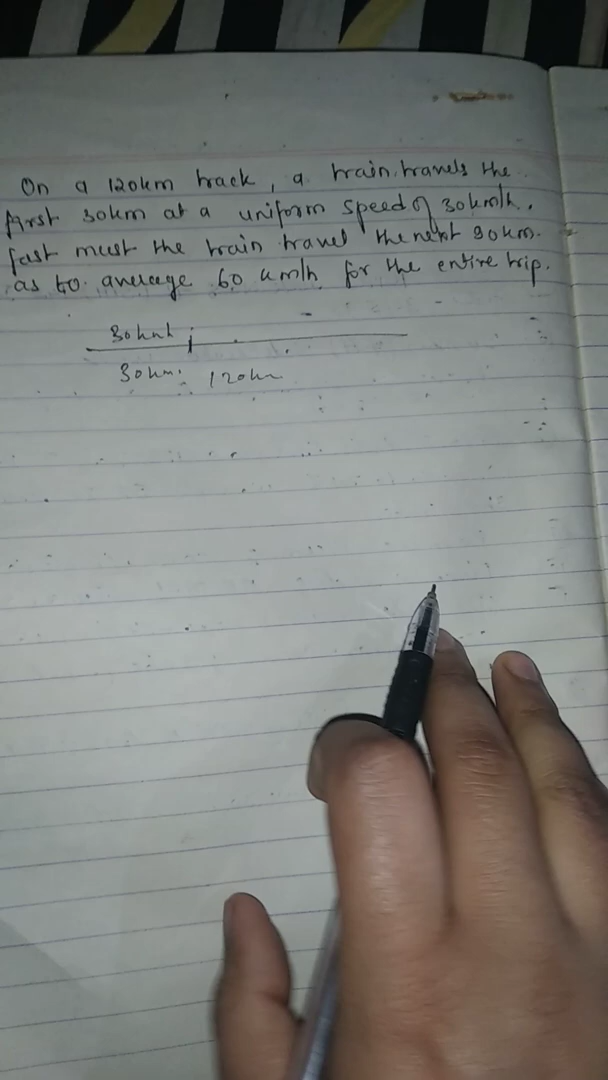 On a 120km track, a train travels the
first 30km at a uniform speed of 30km/h.
fast must the train travel the next 90km.
as to average 60 km/h for the entire trip.
30km/h
30km. 120km